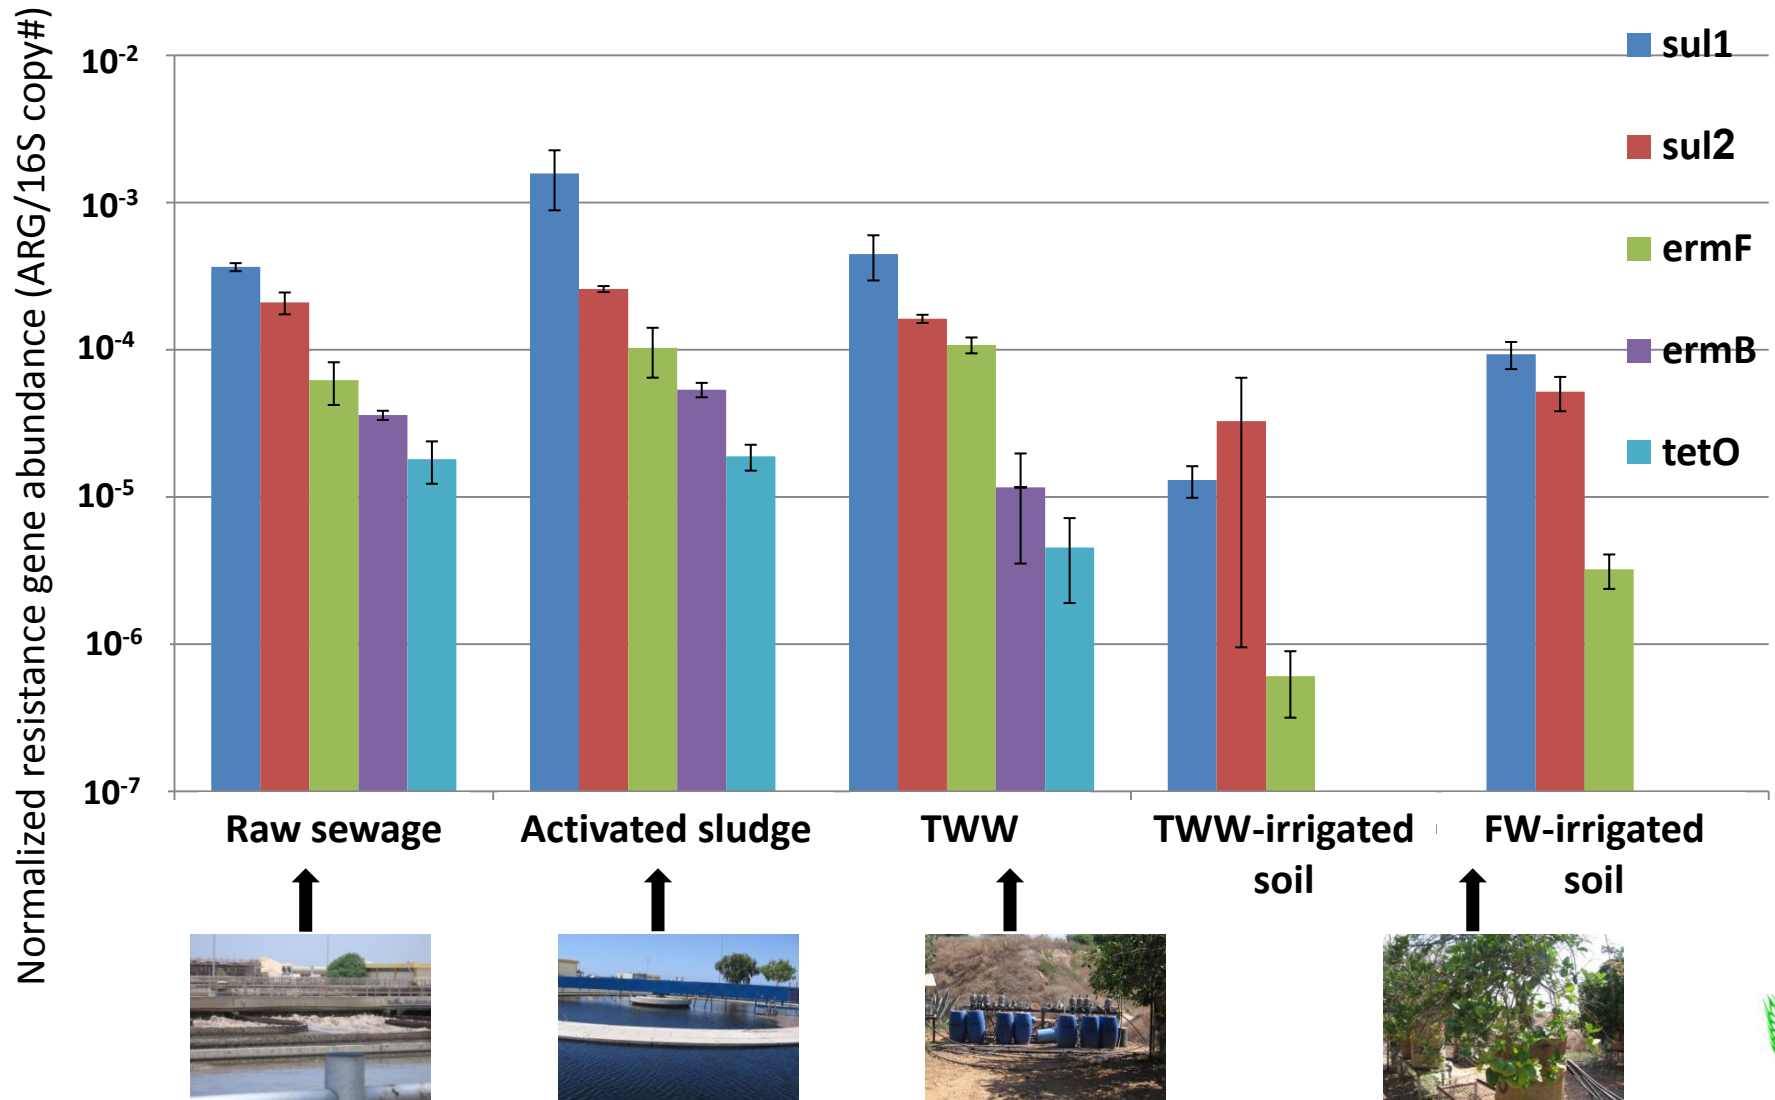 Normalized resistance gene abundance (ARG/16S copy#)
10-2
10-3
10-4
10-5
10-6
10-7
sul1
sul2
ermF
ermB
tetO
Raw sewage
Activated sludge
TWW
TWW-irrigated
soil
FW-irrigated
soil